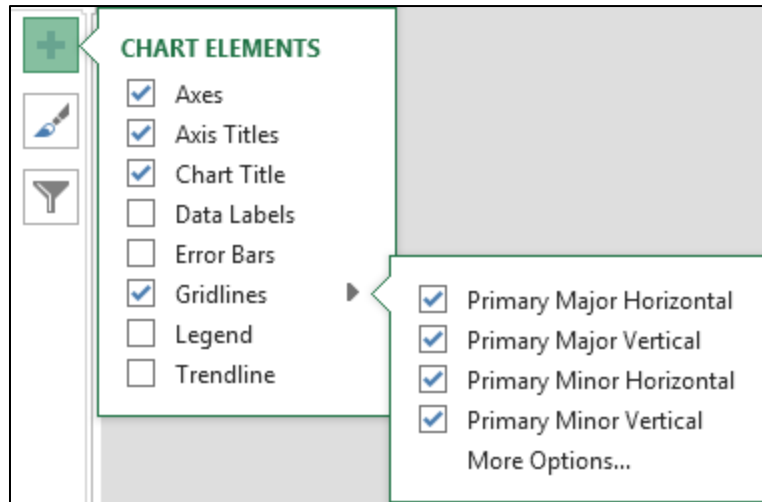 CHART ELEMENTS
Axes
Axis Titles
Chart Title
Data Labels
Error Bars
Gridlines
Legend
Trendline
Primary Major Horizontal
Primary Major Vertical
Primary Minor Horizontal
Primary Minor Vertical
More Options...